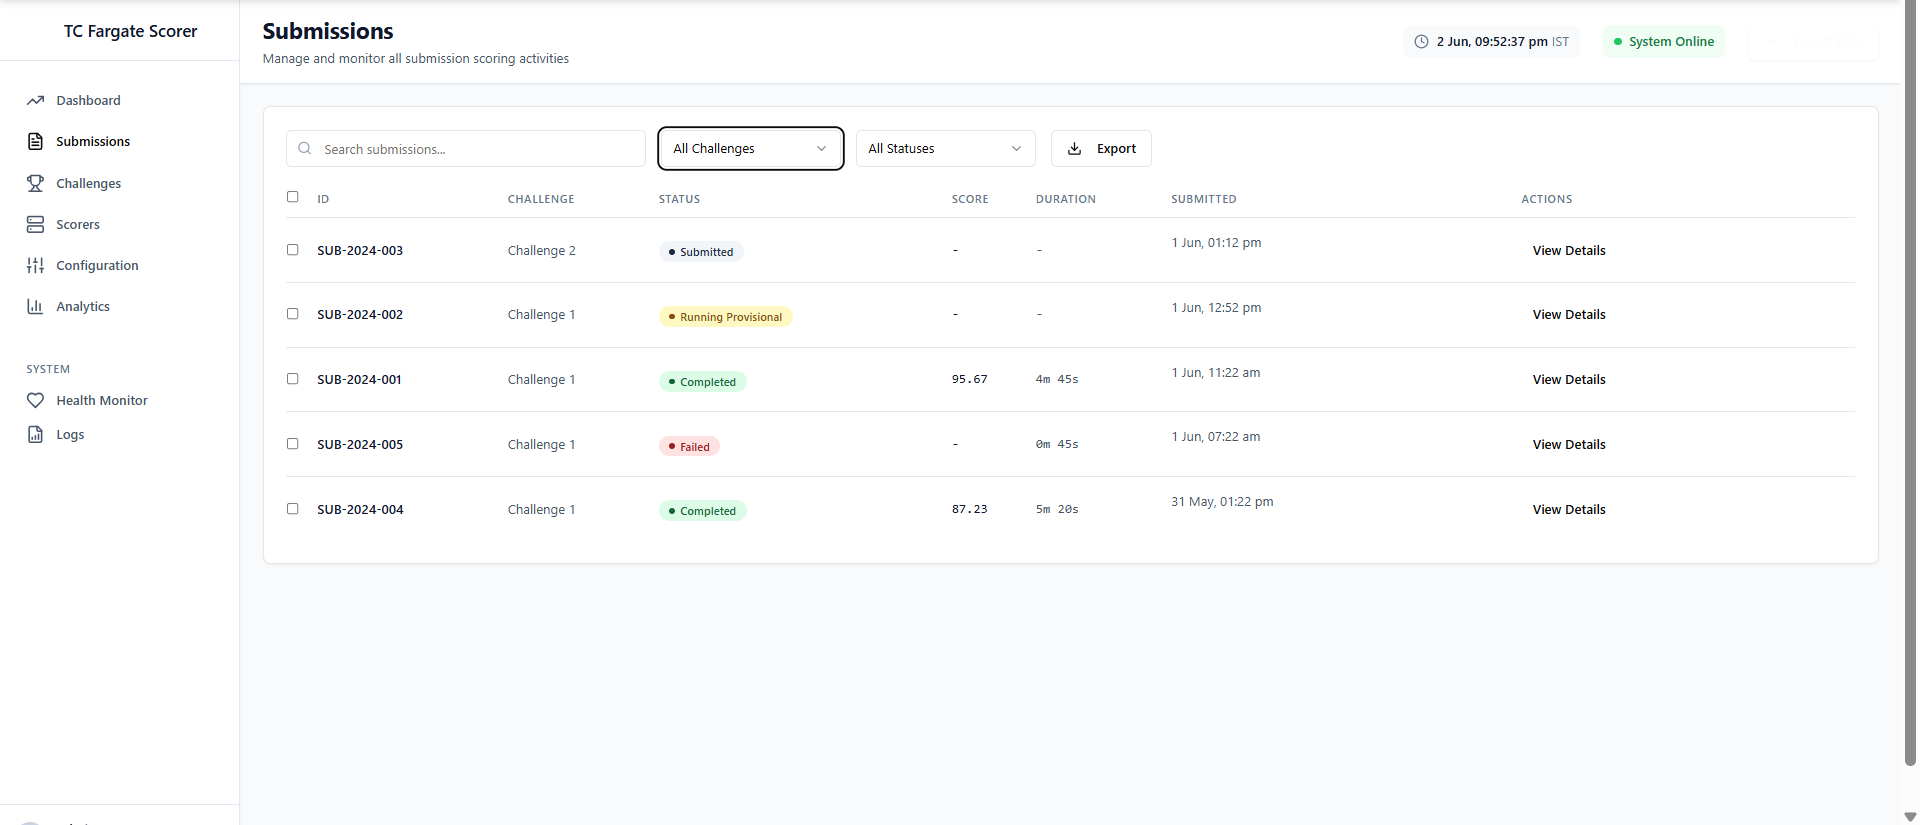 TC Fargate Scorer
Dashboard
Submissions
Challenges
Scorers
Configuration
Analytics
SYSTEM
Health Monitor
Logs
Submissions
Manage and monitor all submission scoring activities
2 Jun, 09:52:37 pm IST
System Online
Search submissions...
All Challenges
All Statuses
Export
ID CHALLENGE STATUS SCORE DURATION SUBMITTED ACTIONS
SUB-2024-003 Challenge 2 Submitted - - 1 Jun, 01:12 pm View Details
SUB-2024-002 Challenge 1 Running Provisional - - 1 Jun, 12:52 pm View Details
SUB-2024-001 Challenge 1 Completed 95.67 4m 45s 1 Jun, 11:22 am View Details
SUB-2024-005 Challenge 1 Failed - 0m 45s 1 Jun, 07:22 am View Details
SUB-2024-004 Challenge 1 Completed 87.23 5m 20s 31 May, 01:22 pm View Details